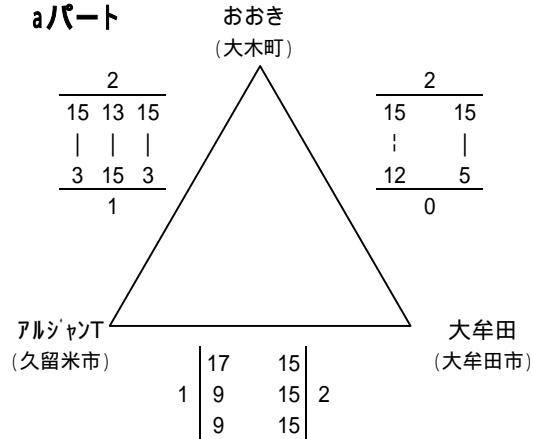 aパート
おおき
(大木町)
2
2
15 13 15
15 15
| | |
¦ |
3 15 3
12 5
1
0
アルジャンT
大牟田
(久留米市)
(大牟田市)
17 15
1 9 15 2
9 15